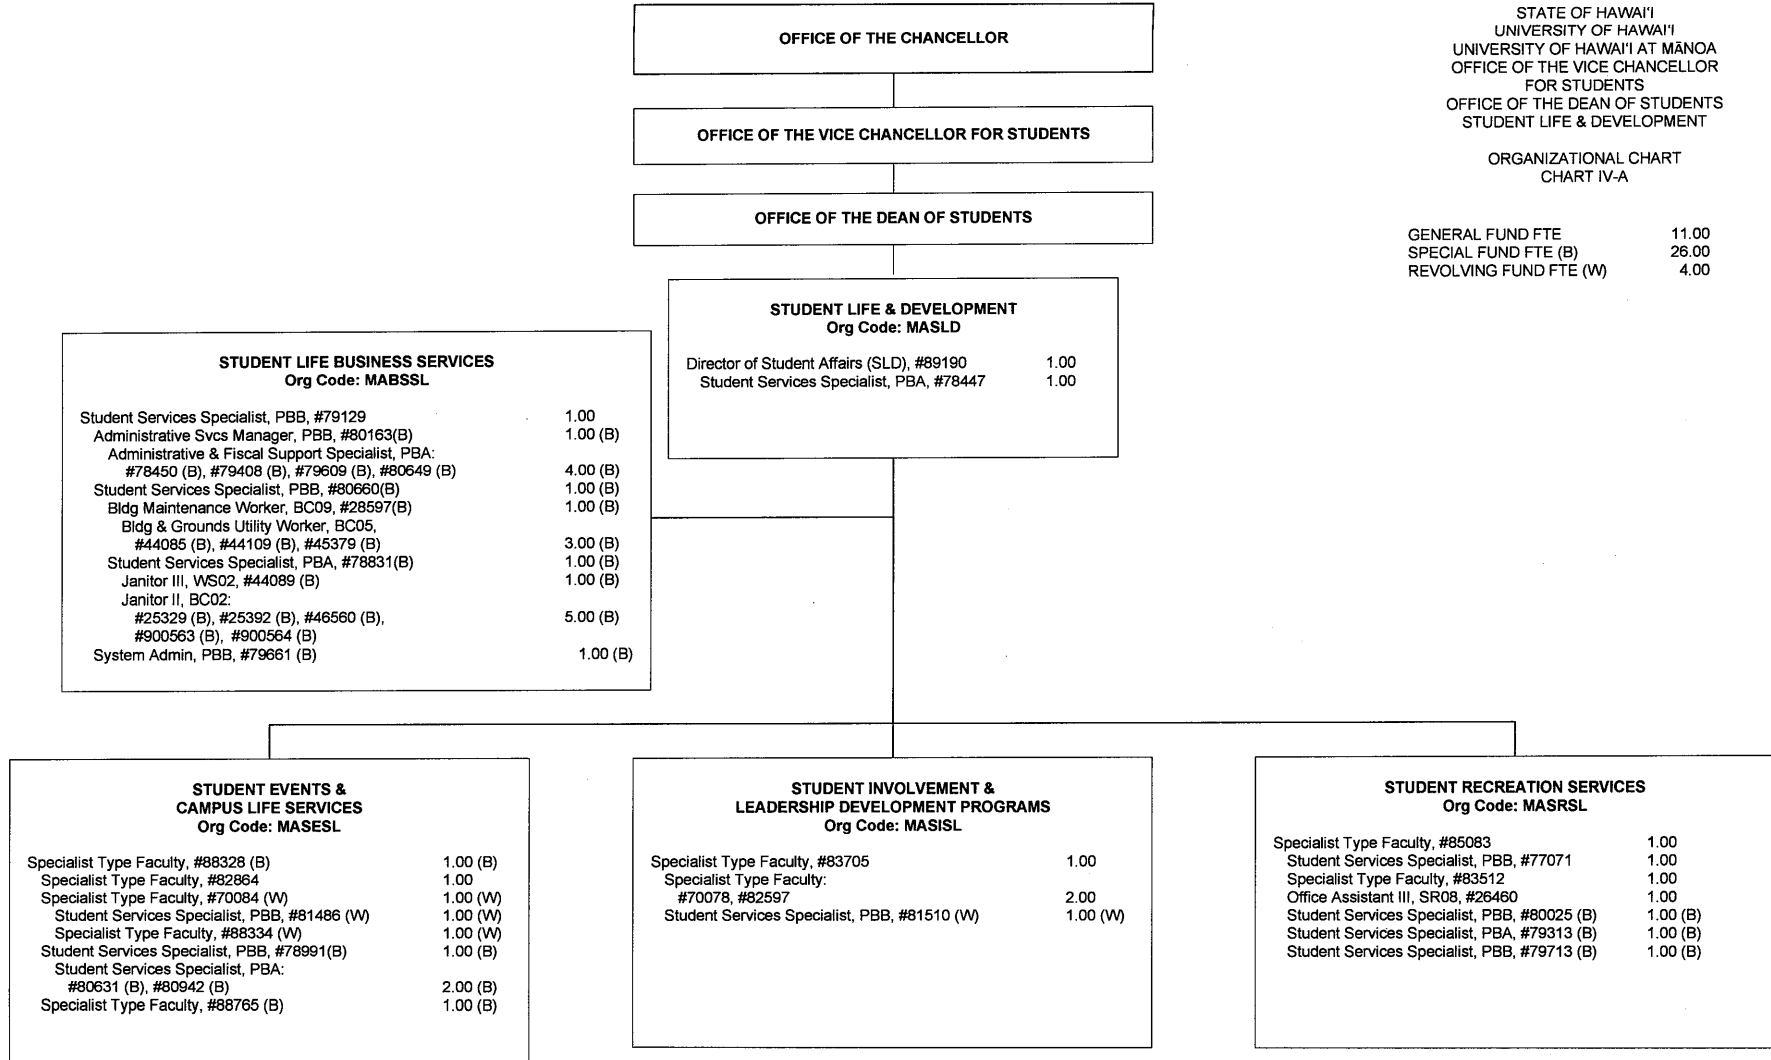 STATE OF HAWAIʻI
UNIVERSITY OF HAWAIʻI
UNIVERSITY OF HAWAIʻI AT MĀNOA
OFFICE OF THE VICE CHANCELLOR
FOR STUDENTS
OFFICE OF THE DEAN OF STUDENTS
STUDENT LIFE & DEVELOPMENT
ORGANIZATIONAL CHART
CHART IV-A
GENERAL FUND FTE 11.00
SPECIAL FUND FTE (B) 26.00
REVOLVING FUND FTE (W) 4.00
OFFICE OF THE CHANCELLOR
OFFICE OF THE VICE CHANCELLOR FOR STUDENTS
OFFICE OF THE DEAN OF STUDENTS
STUDENT LIFE & DEVELOPMENT
Org Code: MASLD
Director of Student Affairs (SLD), #89190 1.00
Student Services Specialist, PBA, #78447 1.00
STUDENT LIFE BUSINESS SERVICES
Org Code: MABSSL
Student Services Specialist, PBB, #79129 1.00
Administrative Svcs Manager, PBB, #80163(B) 1.00 (B)
Administrative & Fiscal Support Specialist, PBA:
#78450 (B), #79408 (B), #79609 (B), #80649 (B) 4.00 (B)
Student Services Specialist, PBB, #80660(B) 1.00 (B)
Bldg Maintenance Worker, BC09, #28597(B) 1.00 (B)
Bldg & Grounds Utility Worker, BC05,
#44085 (B), #44109 (B), #45379 (B) 3.00 (B)
Student Services Specialist, PBA, #78831(B) 1.00 (B)
Janitor III, WS02, #44089 (B) 1.00 (B)
Janitor II, BC02:
#25329 (B), #25392 (B), #46560 (B), 5.00 (B)
#900563 (B), #900564 (B)
System Admin, PBB, #79661 (B) 1.00 (B)
STUDENT EVENTS &
CAMPUS LIFE SERVICES
Org Code: MASESL
Specialist Type Faculty, #88328 (B) 1.00 (B)
Specialist Type Faculty, #82864 1.00
Specialist Type Faculty, #70084 (W) 1.00 (W)
Student Services Specialist, PBB, #81486 (W) 1.00 (W)
Specialist Type Faculty, #88334 (W) 1.00 (W)
Student Services Specialist, PBB, #78991(B) 1.00 (B)
Student Services Specialist, PBA:
#80631 (B), #80942 (B) 2.00 (B)
Specialist Type Faculty, #88765 (B) 1.00 (B)
STUDENT INVOLVEMENT &
LEADERSHIP DEVELOPMENT PROGRAMS
Org Code: MASISL
Specialist Type Faculty, #83705 1.00
Specialist Type Faculty:
#70078, #82597 2.00
Student Services Specialist, PBB, #81510 (W) 1.00 (W)
STUDENT RECREATION SERVICES
Org Code: MASRSL
Specialist Type Faculty, #85083 1.00
Student Services Specialist, PBB, #77071 1.00
Specialist Type Faculty, #83512 1.00
Office Assistant III, SR08, #26460 1.00
Student Services Specialist, PBB, #80025 (B) 1.00 (B)
Student Services Specialist, PBA, #79313 (B) 1.00 (B)
Student Services Specialist, PBB, #79713 (B) 1.00 (B)